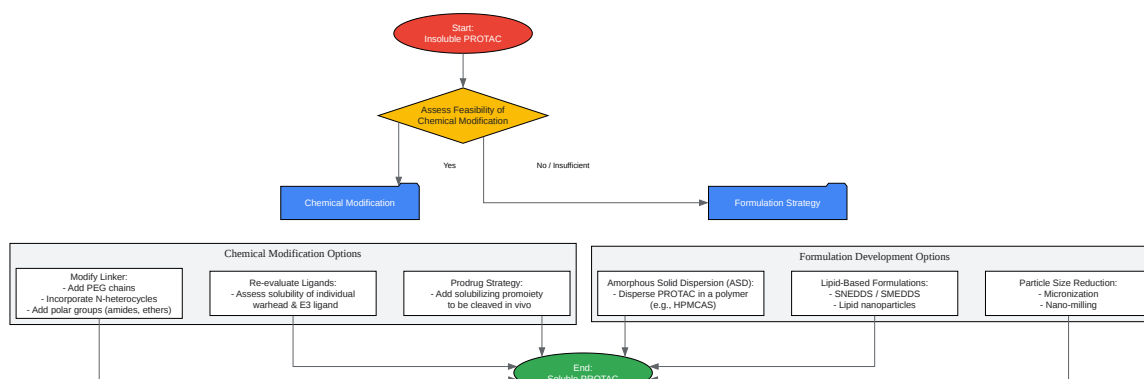 Start:
Insoluble PROTAC
Assess Feasibility of
Chemical Modification
Yes
No / Insufficient
Chemical Modification
Formulation Strategy
Chemical Modification Options
Modify Linker:
- Add PEG chains
- Incorporate N-heterocycles
- Add polar groups (amides, ethers)
Re-evaluate Ligands:
- Assess solubility of individual
warhead & E3 ligand
Prodrug Strategy:
- Add solubilizing promoiety
to be cleaved in vivo
Formulation Development Options
Amorphous Solid Dispersion (ASD):
- Disperse PROTAC in a polymer
(e.g., HPMCAS)
Lipid-Based Formulations:
- SNEDDS / SMEDDS
- Lipid nanoparticles
Particle Size Reduction:
- Micronization
- Nano-milling
End:
Soluble PROTAC